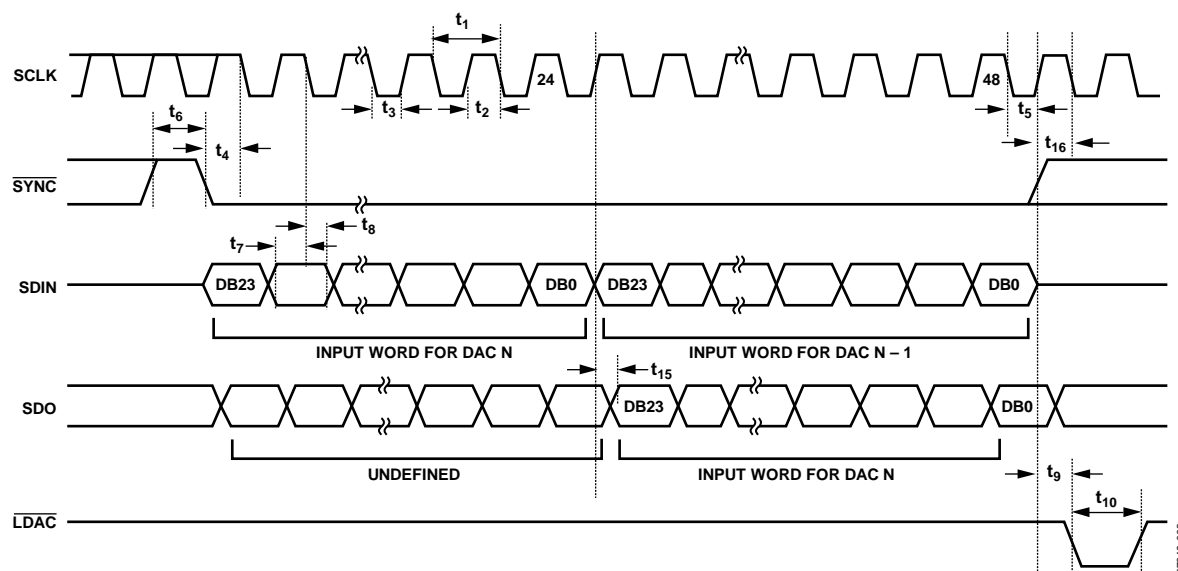 t1
SCLK
24
48
t3
t2
t5
t6
t4
t16
SYNC
t8
t7
SDIN
DB23
DB0
DB23
DB0
INPUT WORD FOR DAC N
INPUT WORD FOR DAC N – 1
t15
SDO
DB23
DB0
UNDEFINED
INPUT WORD FOR DAC N
t9
t10
LDAC